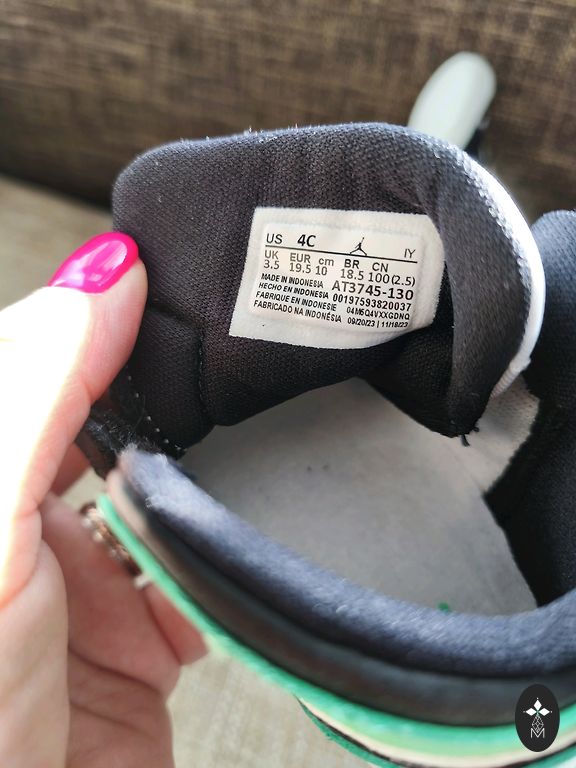 US 4C IY
UK EUR cm BR CN
3.5 19.5 10 18.5 100(2.5)
MADE IN INDONESIA AT3745-130
HECHO EN INDONESIA 00197593820037
FABRIQUE EN INDONESIE 04M5Q4VXXGDNQ
FABRICADO NA INDONÉSIA 09/20/23 | 11/18/23
M